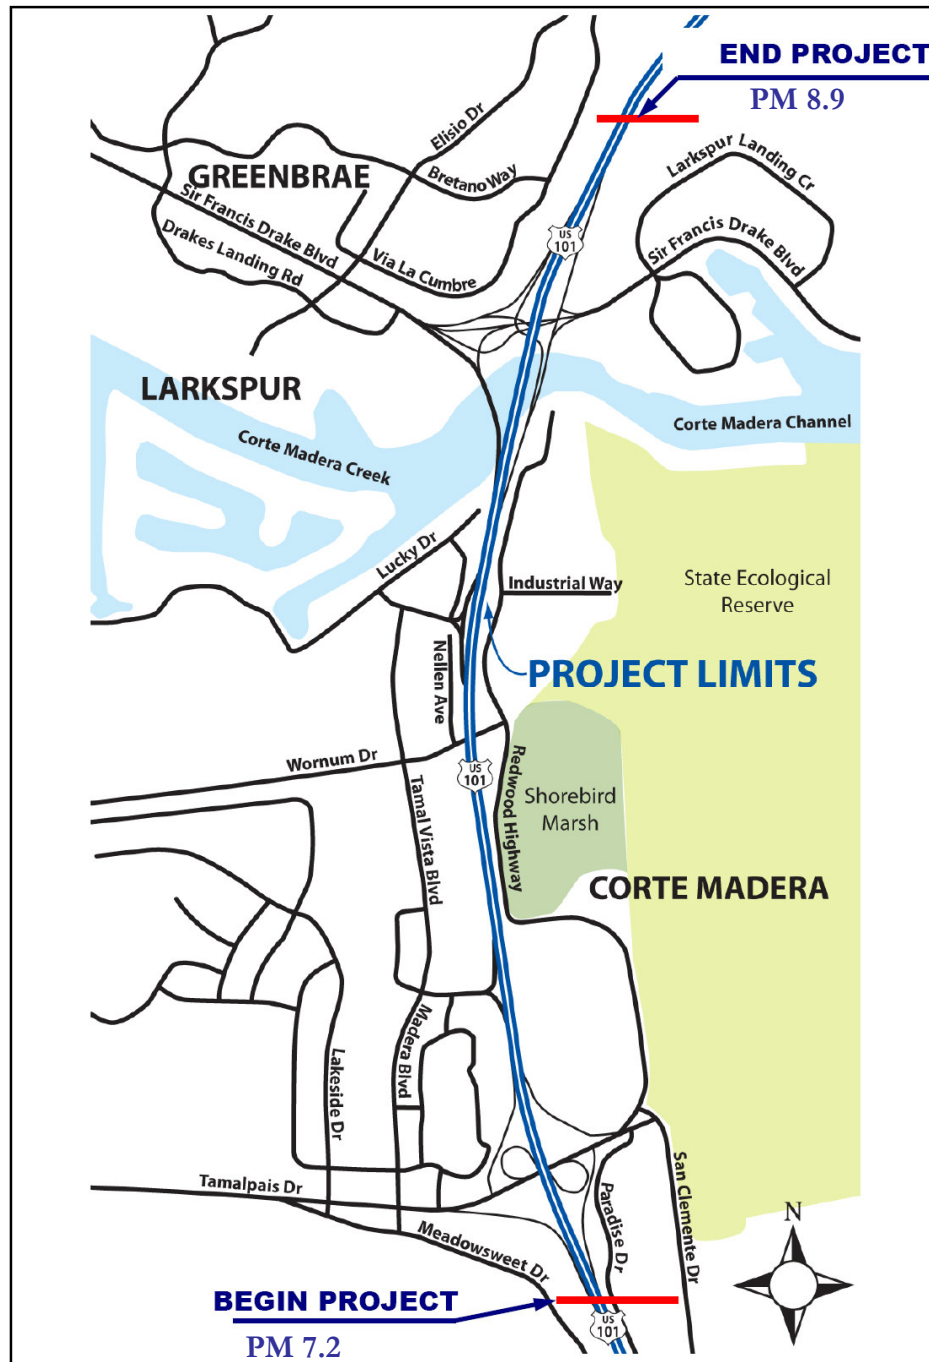 END PROJECT
PM 8.9
Elisio Dr
Larkspur Landing Cr
GREENBRAE
Bretano Way
Sir Francis Drake Blvd
US
101
Sir Francis Drake Blvd
Drakes Landing Rd
Via La Cumbre
LARKSPUR
Corte Madera Channel
Corte Madera Creek
Lucky Dr
Industrial Way
State Ecological
Reserve
Nellen Ave
PROJECT LIMITS
Wornum Dr
US
101
Redwood Highway
Tamal Vista Blvd
Shorebird
Marsh
CORTE MADERA
Madera Blvd
Lakeside Dr
Tamalpais Dr
San Clemente Dr
Paradise Dr
N
Meadowsweet Dr
BEGIN PROJECT
PM 7.2
US
101